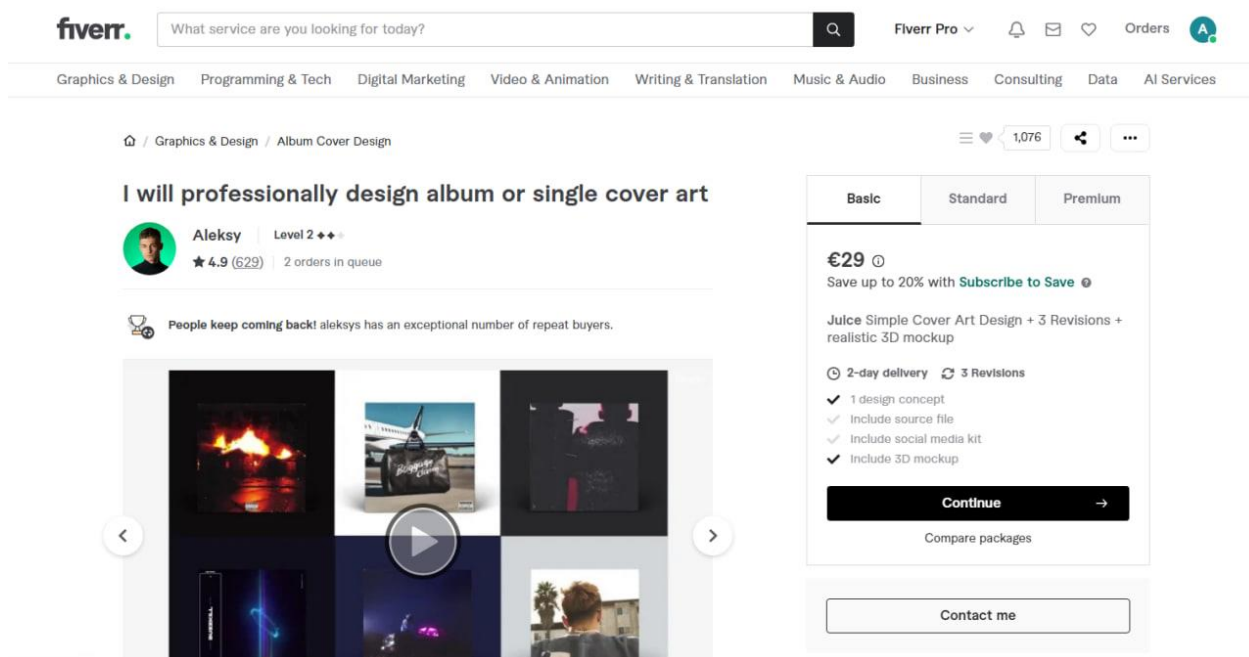 fiverr.
What service are you looking for today?
Fiverr Pro
Orders
A
Graphics & Design Programming & Tech Digital Marketing Video & Animation Writing & Translation Music & Audio Business Consulting Data AI Services
/ Graphics & Design / Album Cover Design
1,076
I will professionally design album or single cover art
Aleksy Level 2
4.9 (629) 2 orders in queue
People keep coming back! aleksys has an exceptional number of repeat buyers.
Baggage
Basic Standard Premium
€29
Save up to 20% with Subscribe to Save
Juice Simple Cover Art Design + 3 Revisions +
realistic 3D mockup
2-day delivery 3 Revisions
1 design concept
Include source file
Include social media kit
Include 3D mockup
Continue
Compare packages
Contact me